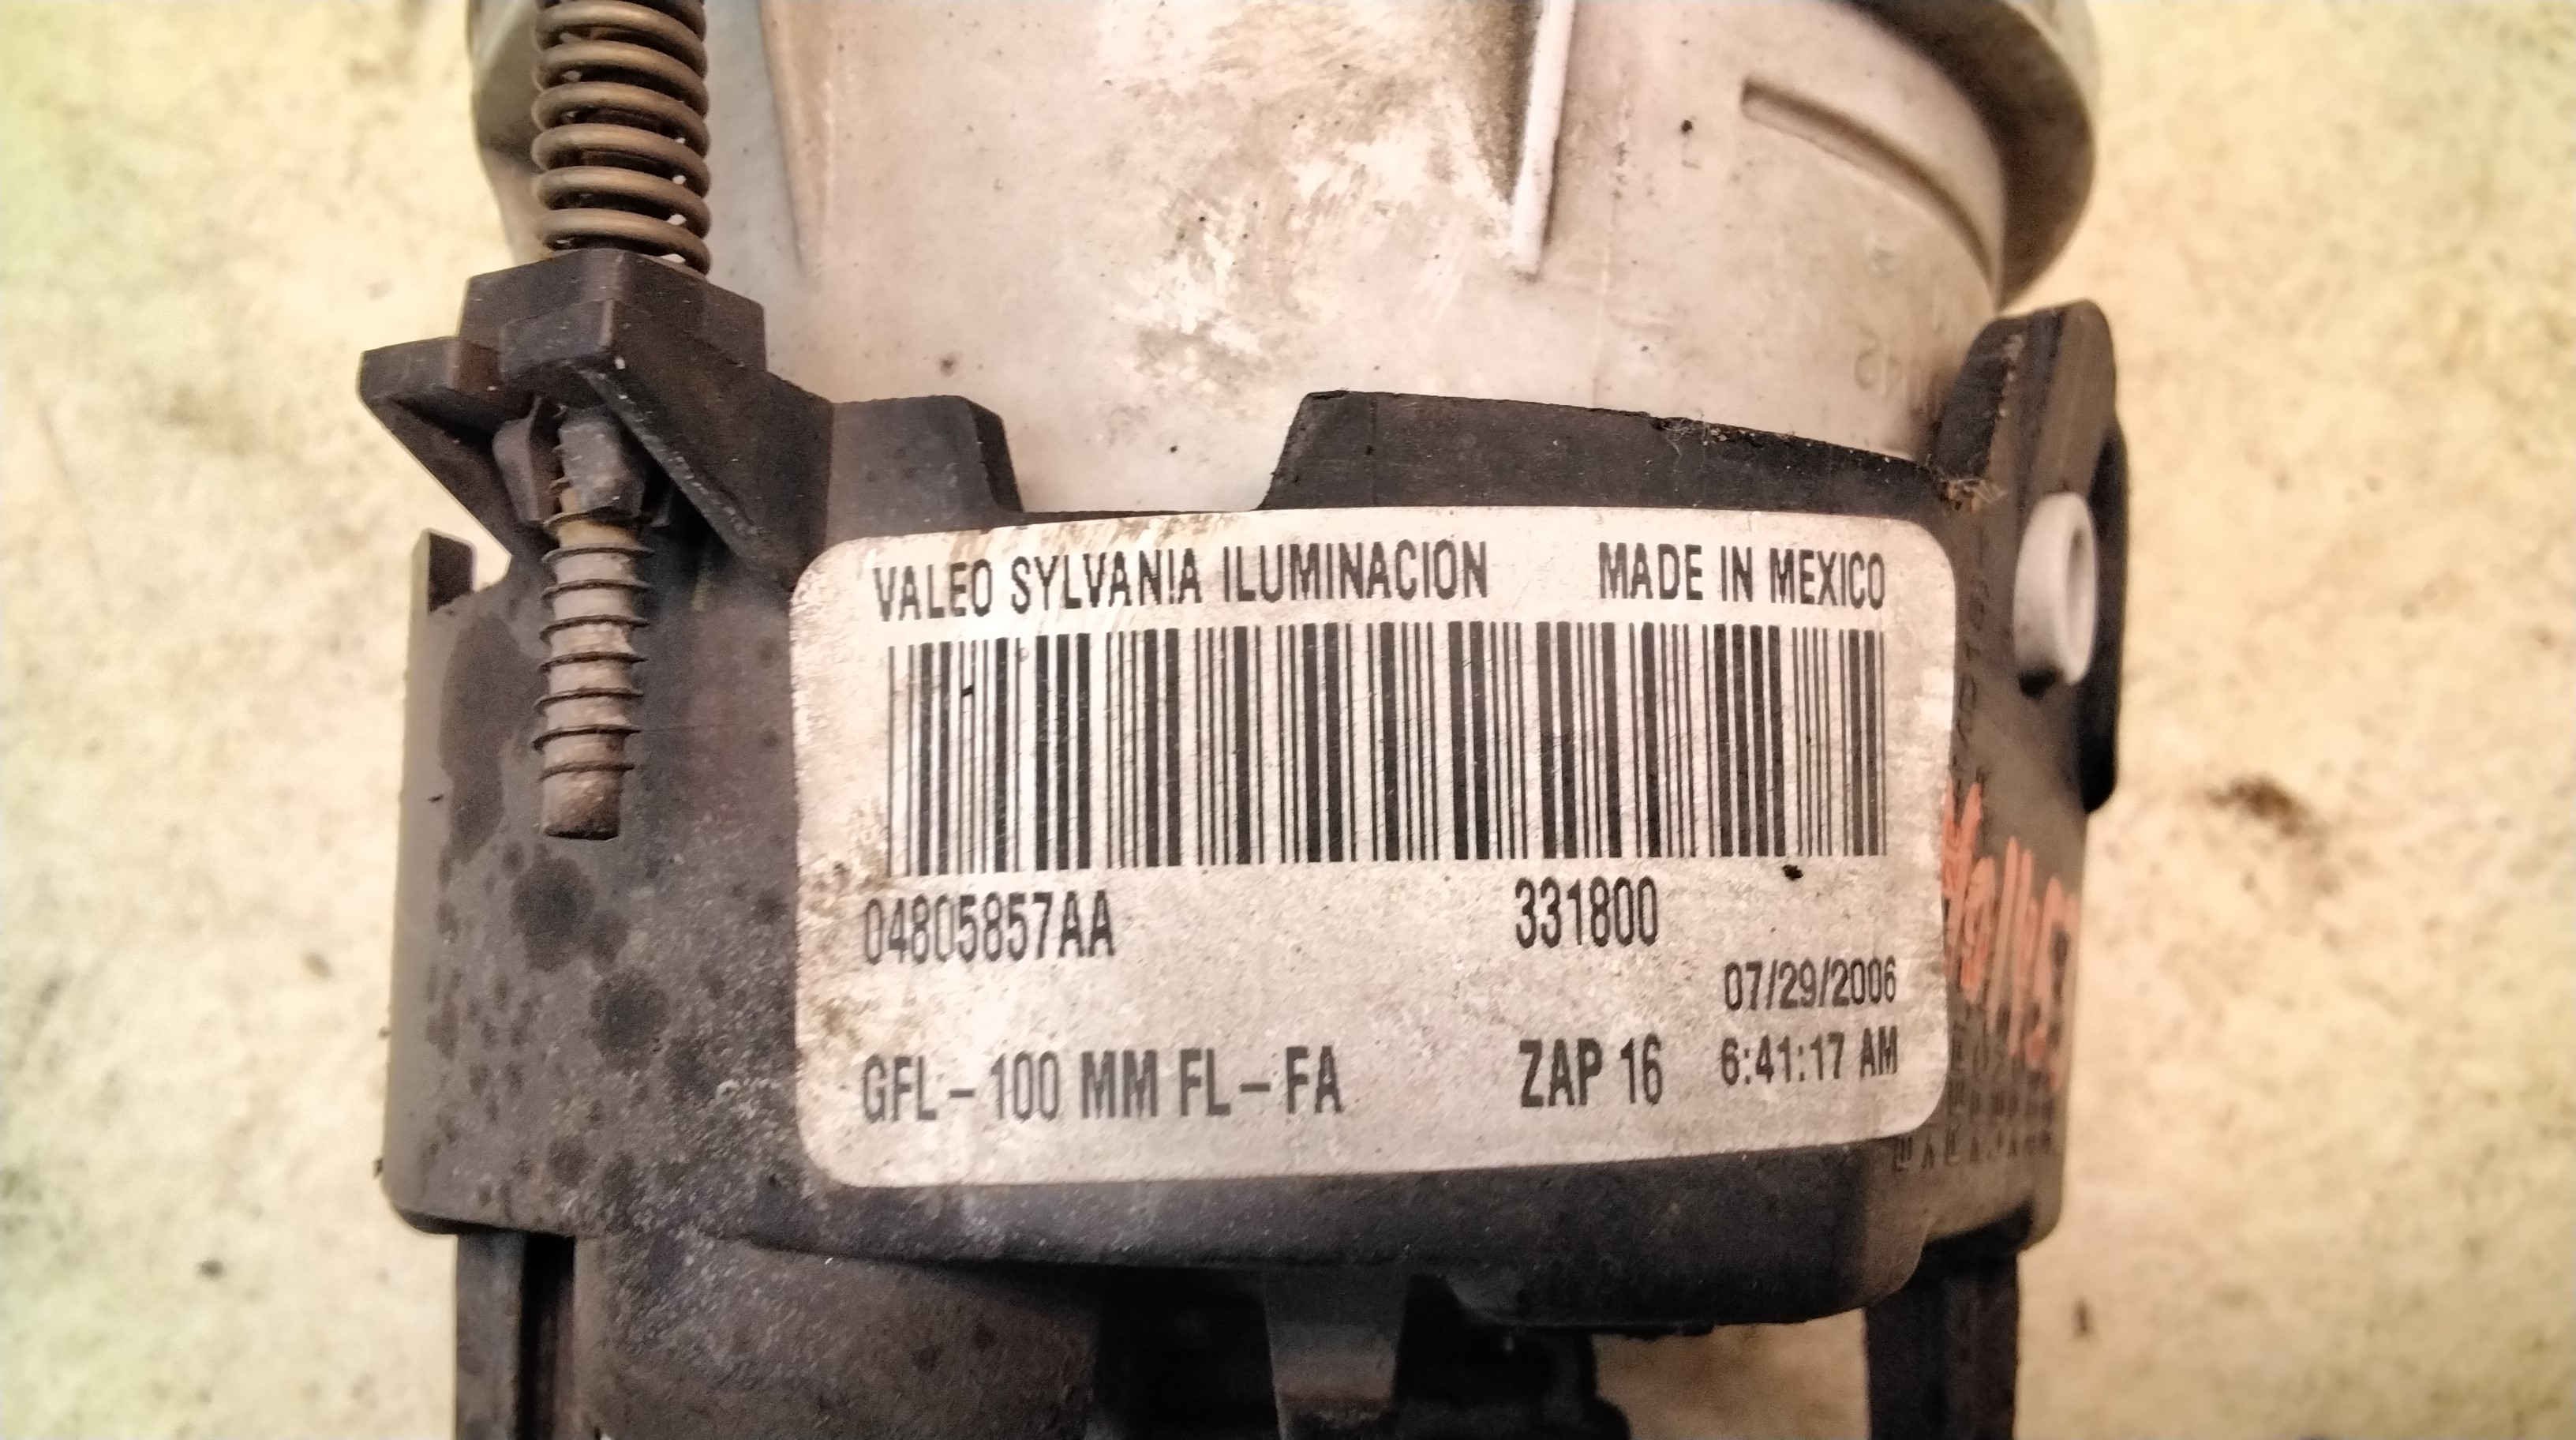 VALEO SYLVANIA ILUMINACION MADE IN MEXICO
04805857AA 331800
07/29/2006
GFL - 100 MM FL - FA ZAP 16 6:41:17 AM